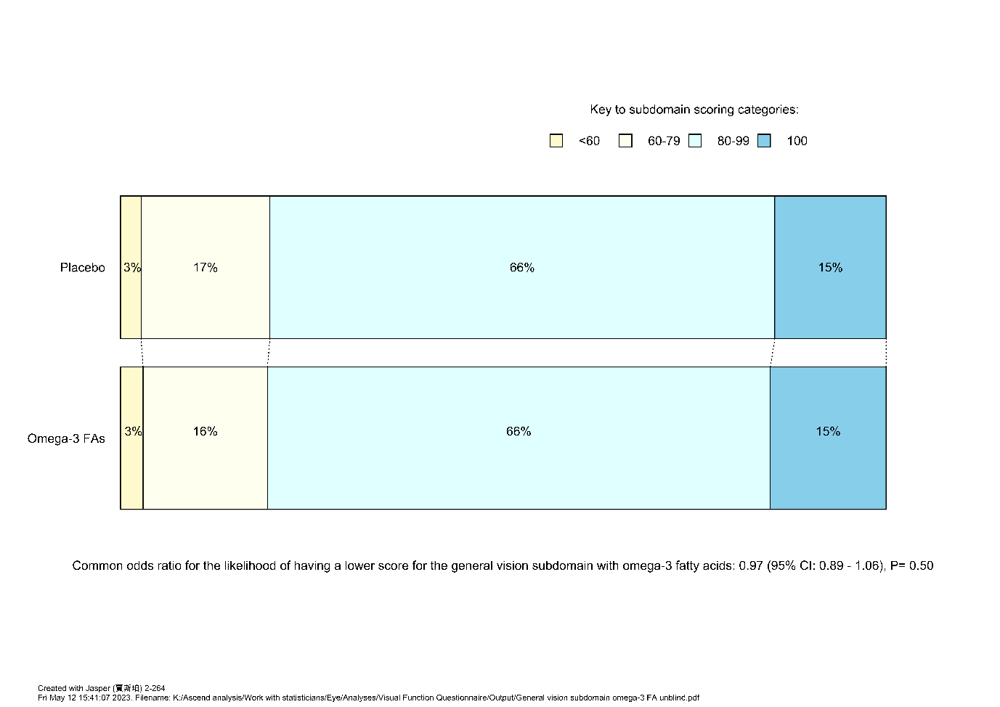 Key to subdomain scoring categories:
<60 60-79 80-99 100
Placebo 3% 17% 66% 15%
Omega-3 FAs 3% 16% 66% 15%
Common odds ratio for the likelihood of having a lower score for the general vision subdomain with omega-3 fatty acids: 0.97 (95% CI: 0.89 - 1.06), P= 0.50
Created with Jasper (賈斯珀) 2-264
Fri May 12 15:41:07 2023. Filename: K:/Ascend analysis/Work with statisticians/Eye/Analyses/Visual Function Questionnaire/Output/General vision subdomain omega-3 FA unblind.pdf